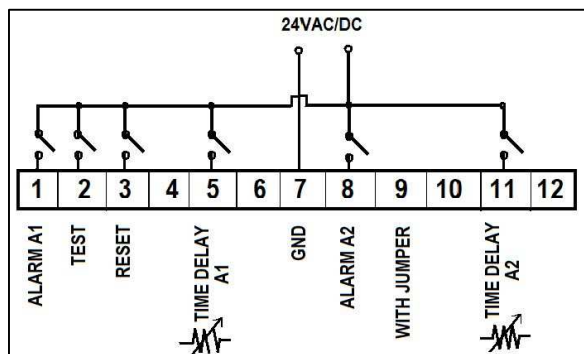 24VAC/DC
1 2 3 4 5 6 7 8 9 10 11 12
ALARM A1
TEST
RESET
TIME DELAY
A1
GND
ALARM A2
WITH JUMPER
TIME DELAY
A2